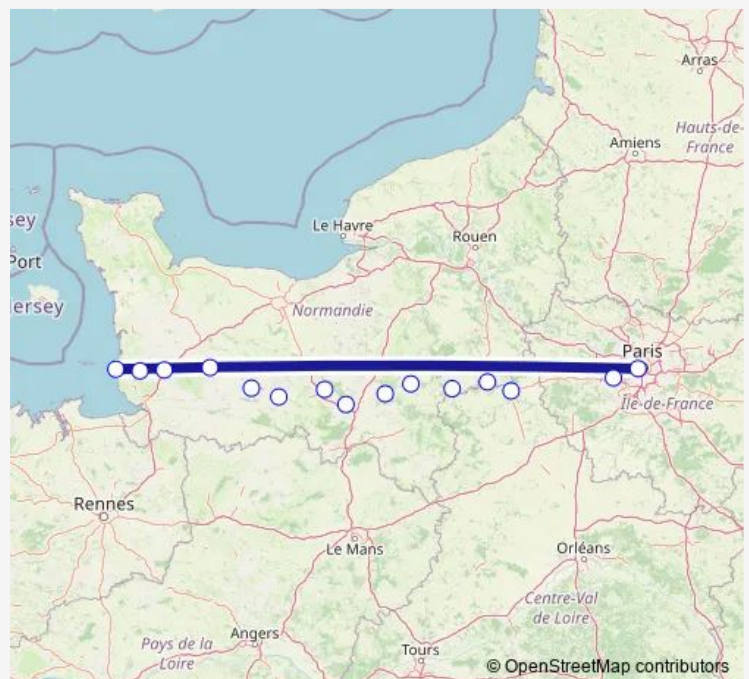 Arras
Amiens
Hauts-de-
France
sey
Le Havre
Rouen
Port
ersey
Normandie
Paris
Île-de-France
Rennes
Le Mans
Orléans
Centre-Val
de Loire
Angers
Pays de la
Loire
Tours
© OpenStreetMap contributors